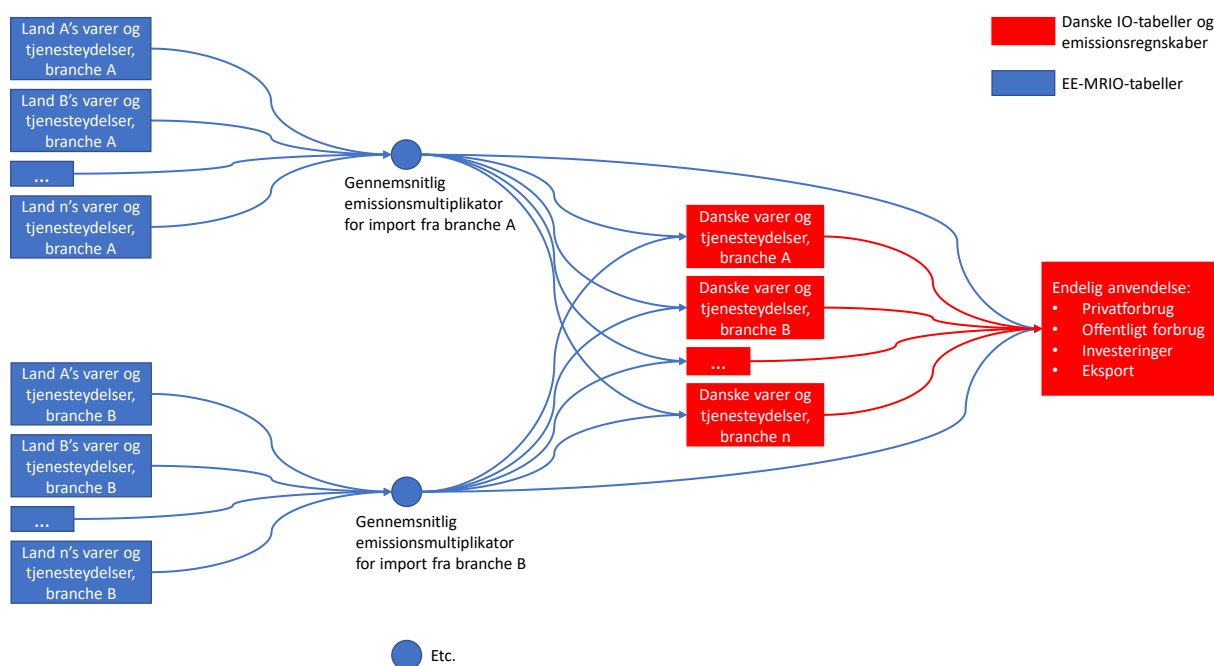 Land A's varer og
tjenesteydelser,
branche A
Land B's varer og
tjenesteydelser,
branche A
...
Land n's varer og
tjenesteydelser,
branche A
Gennemsnitlig
emissionsmultiplikator
for import fra branche A
Land A's varer og
tjenesteydelser,
branche B
Land B's varer og
tjenesteydelser,
branche B
...
Land n's varer og
tjenesteydelser,
branche B
Gennemsnitlig
emissionsmultiplikator
for import fra branche B
Etc.
Danske varer og
tjenesteydelser,
branche A
Danske varer og
tjenesteydelser,
branche B
...
Danske varer og
tjenesteydelser,
branche n
Danske IO-tabeller og
emissionsregnskaber
EE-MRIO-tabeller
Endelig anvendelse:
• Privatforbrug
• Offentligt forbrug
• Investeringer
• Eksport